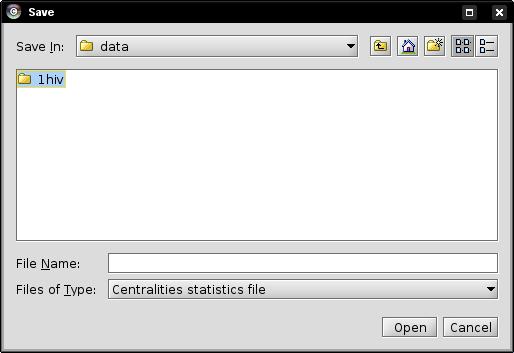 Save
Save In: data
1hiv
File Name:
Files of Type: Centralities statistics file
Open Cancel